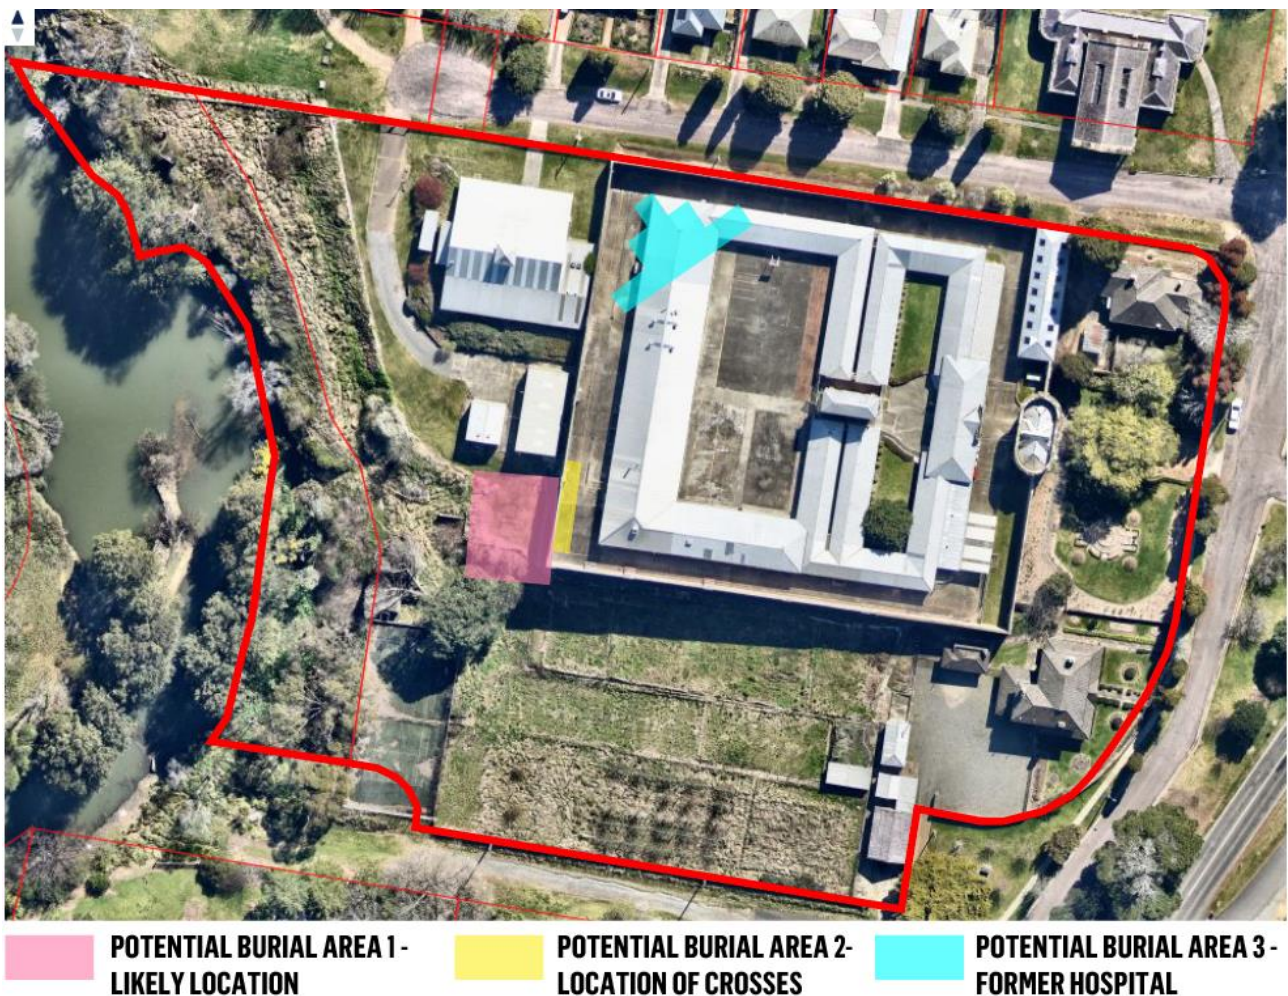 POTENTIAL BURIAL AREA 1 -
LIKELY LOCATION
POTENTIAL BURIAL AREA 2-
LOCATION OF CROSSES
POTENTIAL BURIAL AREA 3 -
FORMER HOSPITAL